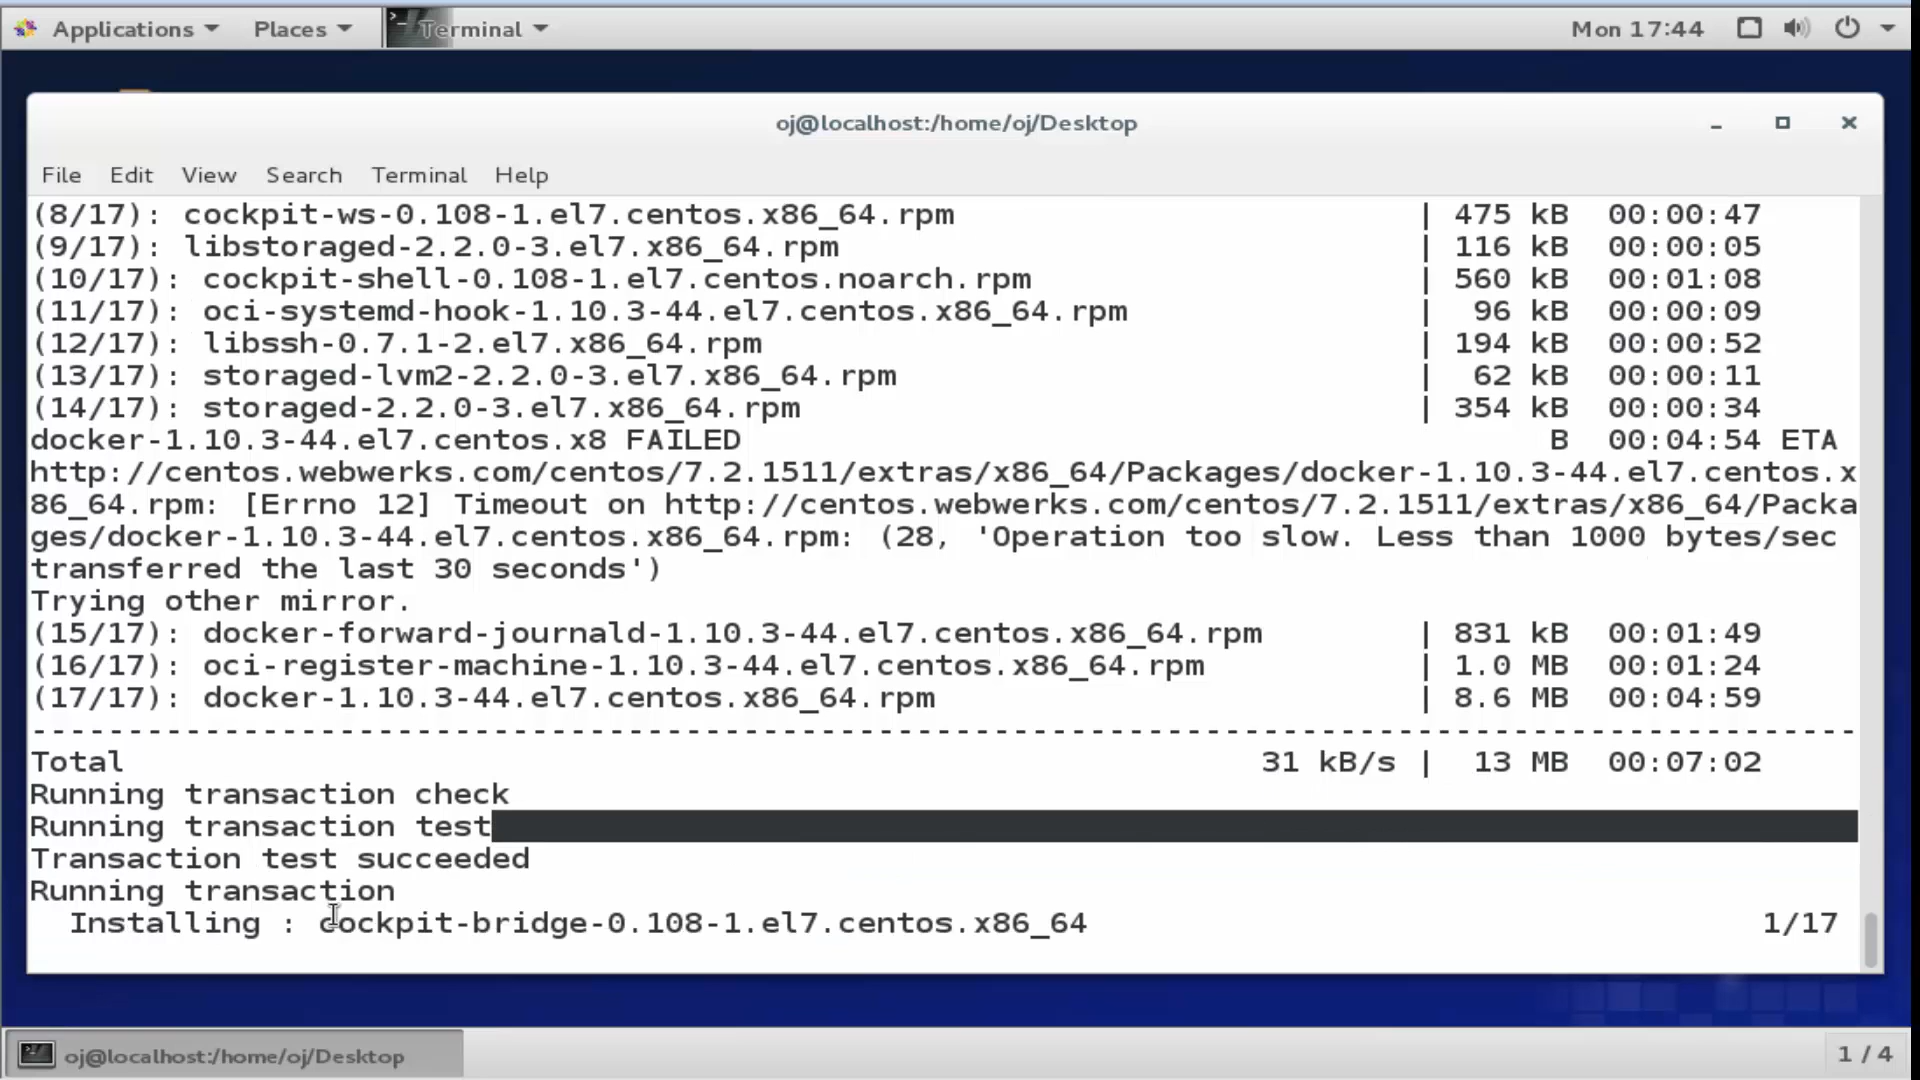 Applications Places Terminal Mon 17:44
oj@localhost:/home/oj/Desktop
File Edit View Search Terminal Help
(8/17): cockpit-ws-0.108-1.el7.centos.x86_64.rpm | 475 kB 00:00:47
(9/17): libstoraged-2.2.0-3.el7.x86_64.rpm | 116 kB 00:00:05
(10/17): cockpit-shell-0.108-1.el7.centos.noarch.rpm | 560 kB 00:01:08
(11/17): oci-systemd-hook-1.10.3-44.el7.centos.x86_64.rpm | 96 kB 00:00:09
(12/17): libssh-0.7.1-2.el7.x86_64.rpm | 194 kB 00:00:52
(13/17): storaged-lvm2-2.2.0-3.el7.x86_64.rpm | 62 kB 00:00:11
(14/17): storaged-2.2.0-3.el7.x86_64.rpm | 354 kB 00:00:34
docker-1.10.3-44.el7.centos.x8 FAILED B 00:04:54 ETA
http://centos.webwerks.com/centos/7.2.1511/extras/x86_64/Packages/docker-1.10.3-44.el7.centos.x
86_64.rpm: [Errno 12] Timeout on http://centos.webwerks.com/centos/7.2.1511/extras/x86_64/Packa
ges/docker-1.10.3-44.el7.centos.x86_64.rpm: (28, 'Operation too slow. Less than 1000 bytes/sec
transferred the last 30 seconds')
Trying other mirror.
(15/17): docker-forward-journald-1.10.3-44.el7.centos.x86_64.rpm | 831 kB 00:01:49
(16/17): oci-register-machine-1.10.3-44.el7.centos.x86_64.rpm | 1.0 MB 00:01:24
(17/17): docker-1.10.3-44.el7.centos.x86_64.rpm | 8.6 MB 00:04:59
-----------------------------------------------------------------------------------------------
Total 31 kB/s | 13 MB 00:07:02
Running transaction check
Running transaction test
Transaction test succeeded
Running transaction
Installing : cockpit-bridge-0.108-1.el7.centos.x86_64 1/17
oj@localhost:/home/oj/Desktop 1 / 4